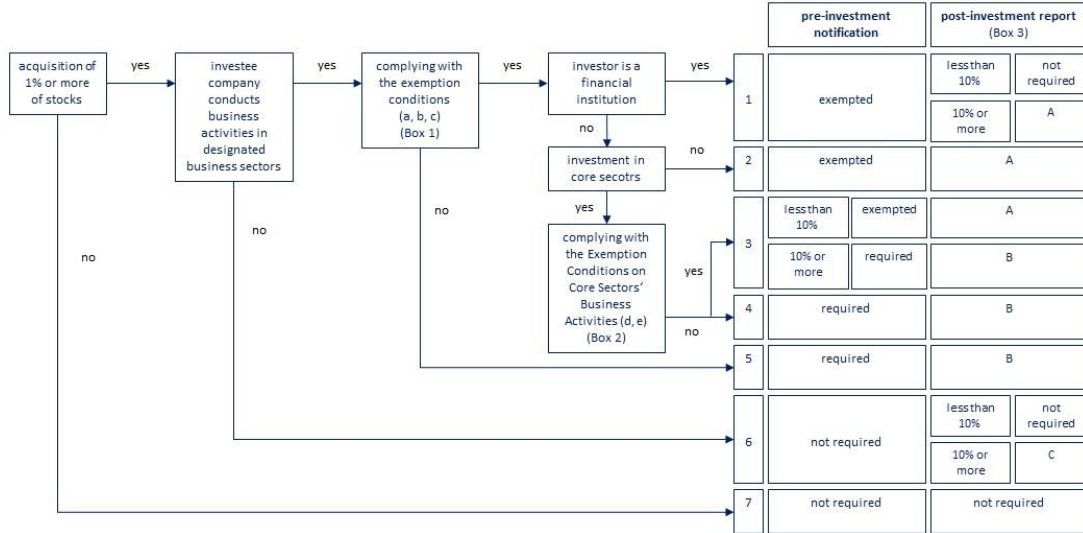 pre-investment
notification
post-investment report
(Box 3)
acquisition of
1% or more
of stocks
yes
investee
company
conducts
business
activities in
designated
business sectors
yes
complying with
the exemption
conditions
(a, b, c)
(Box 1)
yes
investor is a
financial
institution
yes
1
exempted
less than
10%
not
required
10% or
more
A
no
investment in
core secotrs
no
2
exempted
A
yes
complying with
the Exemption
Conditions on
Core Sectors'
Business
Activities (d, e)
(Box 2)
yes
3
less than
10%
exempted
A
10% or
more
required
B
no
4
required
B
no
5
required
B
no
6
not required
less than
10%
not
required
10% or
more
C
no
7
not required
not required